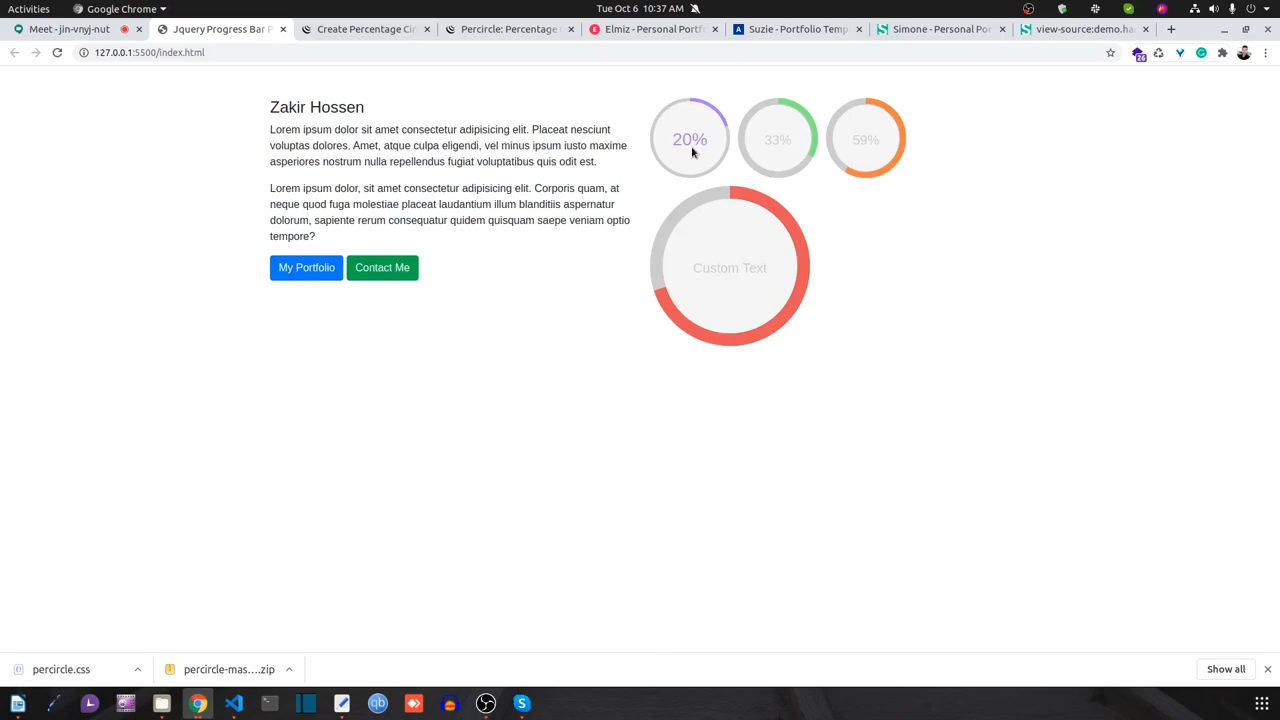 Activities
Google Chrome
Tue Oct 6 10:37 AM
Meet - jin-vnyj-nut
Jquery Progress Bar P
Create Percentage Cir
Percircle: Percentage
Elmiz - Personal Portf
Suzie - Portfolio Temp
Simone - Personal Por
view-source:demo.ha
127.0.0.1:5500/index.html
26
Zakir Hossen
Lorem ipsum dolor sit amet consectetur adipisicing elit. Placeat nesciunt
voluptas dolores. Amet, atque culpa eligendi, vel minus ipsum iusto maxime
asperiores nostrum nulla repellendus fugiat voluptatibus quis odit est.
Lorem ipsum dolor, sit amet consectetur adipisicing elit. Corporis quam, at
neque quod fuga molestiae placeat laudantium illum blanditiis aspernatur
dolorum, sapiente rerum consequatur quidem quisquam saepe veniam optio
tempore?
My Portfolio
Contact Me
20%
33%
59%
Custom Text
percircle.css
percircle-mas....zip
Show all